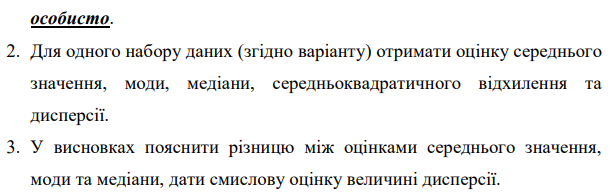 особисто.
2. Для одного набору даних (згідно варіанту) отримати оцінку середнього
значення, моди, медіани, середньоквадратичного відхилення та
дисперсії.
3. У висновках пояснити різницю між оцінками середнього значення,
моди та медіани, дати смислову оцінку величині дисперсії.